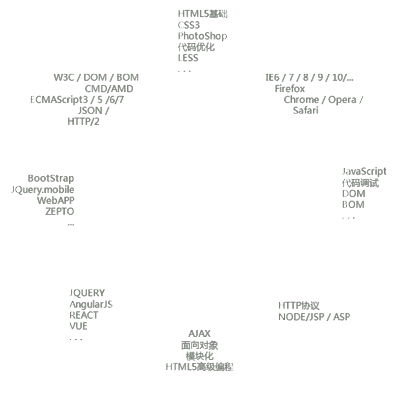 HTML5基础
CSS3
PhotoShop
代码优化
LESS
...
W3C / DOM / BOM
CMD/AMD
ECMAScript3 / 5 /6/7
JSON /
HTTP/2
IE6 / 7 / 8 / 9 / 10/...
Firefox
Chrome / Opera /
Safari
BootStrap
JQuery.mobile
WebAPP
ZEPTO
...
JavaScript
代码调试
DOM
BOM
...
JQUERY
AngularJS
REACT
VUE
...
HTTP协议
NODE/JSP / ASP
AJAX
面向对象
模块化
HTML5高级编程